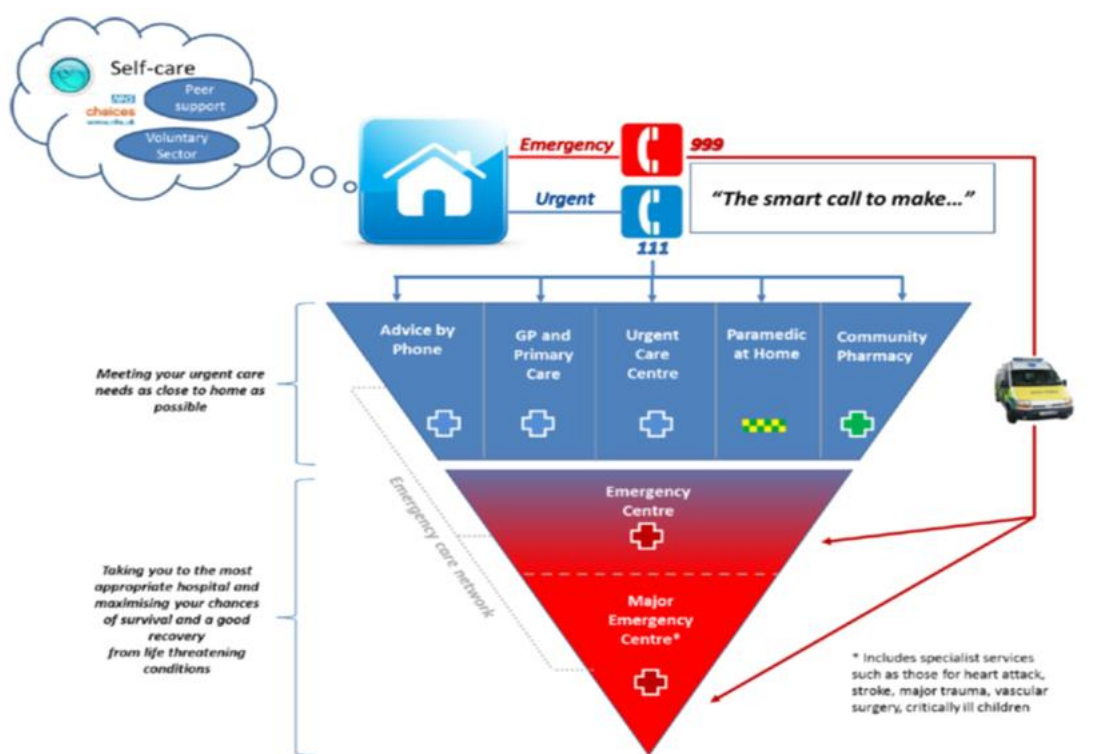 Self-care
Peer
support
NHS
choices
www.nhs.uk
Voluntary
Sector
Emergency
999
Urgent
111
“The smart call to make...”
Meeting your urgent care
needs as close to home as
possible
Advice by
Phone
GP and
Primary
Care
Urgent
Care
Centre
Paramedic
at Home
Community
Pharmacy
Emergency care network
Taking you to the most
appropriate hospital and
maximising your chances
of survival and a good
recovery
from life threatening
conditions
Emergency
Centre
Major
Emergency
Centre*
* Includes specialist services
such as those for heart attack,
stroke, major trauma, vascular
surgery, critically ill children